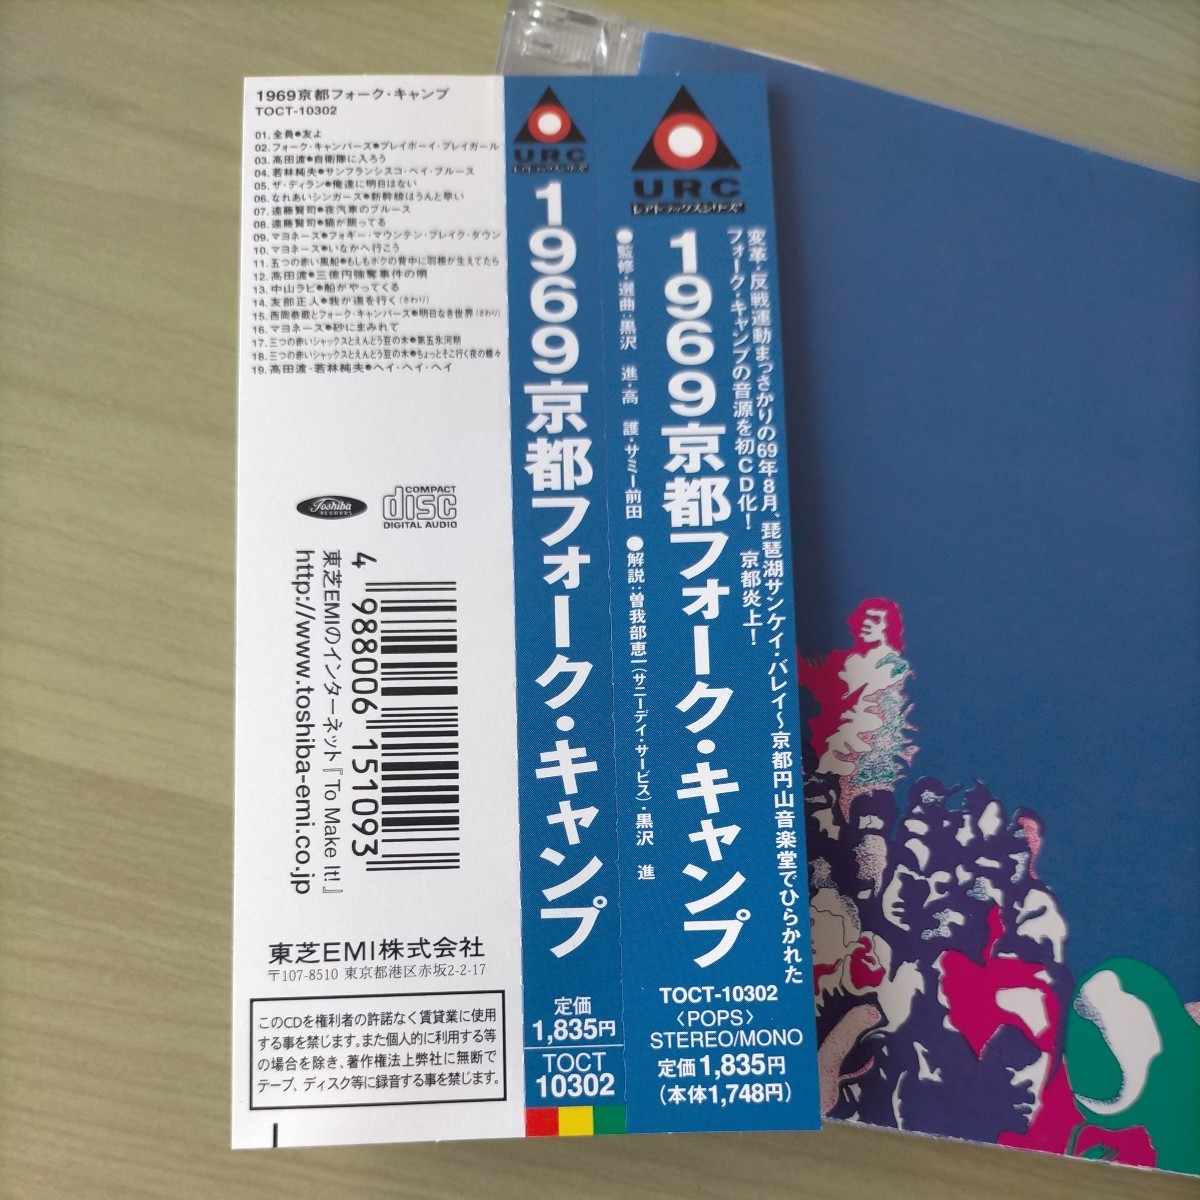 1969京都フォーク・キャンプ
TOCT-10302
01. 全員●友よ
02. フォーク・キャンパーズ●プレイボーイ・プレイガール
03. 高田渡●自衛隊に入ろう
04. 若林純夫●サンフランシスコ・ベイ・ブルース
05. ザ・ディラン●俺達に明日はない
06. なれあいシンガーズ●新幹線はうんと早い
07. 遠藤賢司●夜汽車のブルース
08. 遠藤賢司●猫が眠ってる
09. マヨネーズ●フォギー・マウンテン・ブレイク・ダウン
10. マヨネーズ●いなかへ行こう
11. 五つの赤い風船●もしもボクの背中に羽根が生えてたら
12. 高田渡●三億円強奪事件の唄
13. 中山ラビ●船がやってくる
14. 友部正人●我が道を行く(さわり)
15. 西岡恭蔵とフォーク・キャンパーズ●明日なき世界(さわり)
16. マヨネーズ●砂にまみれて
17. 三つの赤いシャックスとえんどう豆の木●第五氷河期
18. 三つの赤いシャックスとえんどう豆の木●ちょっとそこ行く夜の蝶々
19. 高田渡・若林純夫●ヘイ・ヘイ・ヘイ
Toshiba
RECORDS
COMPACT
disc
DIGITAL AUDIO
4 988006 151093
東芝EMIのインターネット『To Make It!』
http://www.toshiba-emi.co.jp
東芝EMI株式会社
〒107-8510 東京都港区赤坂2-2-17
このCDを権利者の許諾なく賃貸業に使用
する事を禁じます。また個人的に利用する等
の場合を除き、著作権法上弊社に無断で
テープ、ディスク等に録音する事を禁じます。
URC
レアトラックスシリーズ
1969京都フォーク・キャンプ
定価
1,835円
TOCT
10302
URC
レアトラックスシリーズ
変革・反戦運動まっさかりの69年8月、琵琶湖サンケイ・バレイ～京都円山音楽堂でひらかれた
フォーク・キャンプの音源を初CD化！ 京都炎上！
1969京都フォーク・キャンプ
●監修・選曲:黒沢 進・高 護・サミー前田 ●解説:曽我部恵一(サニーデイ・サービス)・黒沢 進
TOCT-10302
〈POPS〉
STEREO/MONO
定価1,835円
(本体1,748円)